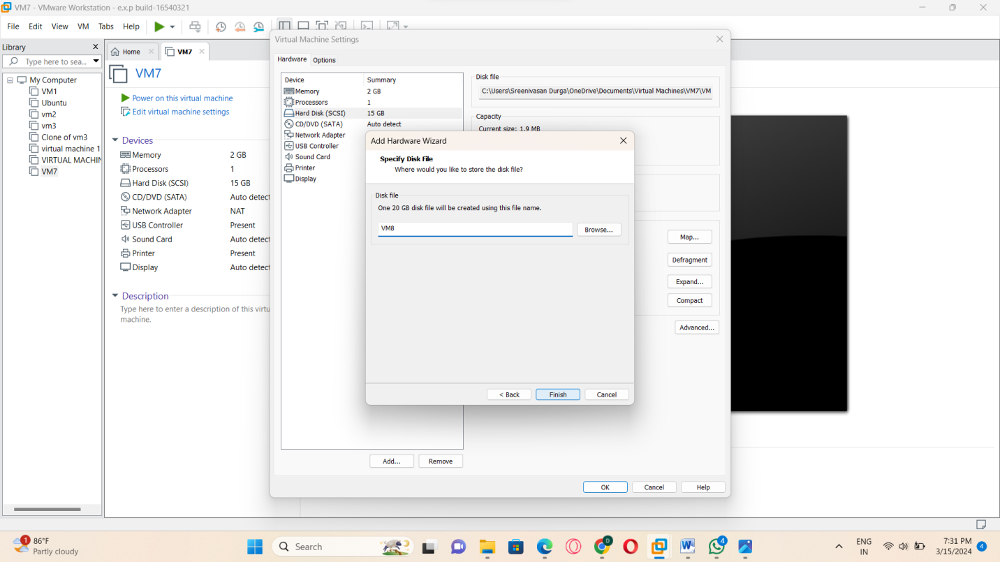 VM7 - VMware Workstation - e.x.p build-16540321
File Edit View VM Tabs Help
Library
Type here to sea...
My Computer
VM1
Ubuntu
vm2
vm3
Clone of vm3
virtual machine 1
VIRTUAL MACHIN
VM7
Home
VM7
VM7
Power on this virtual machine
Edit virtual machine settings
Devices
Memory 2 GB
Processors 1
Hard Disk (SCSI) 15 GB
CD/DVD (SATA) Auto detect
Network Adapter NAT
USB Controller Present
Sound Card Auto detect
Printer Present
Display Auto detect
Description
Type here to enter a description of this virtu
machine.
Virtual Machine Settings
Hardware Options
Device Summary
Memory 2 GB
Processors 1
Hard Disk (SCSI) 15 GB
CD/DVD (SATA) Auto detect
Network Adapter
USB Controller
Sound Card
Printer
Display
Disk file
C:\Users\Sreenivasan Durga\OneDrive\Documents\Virtual Machines\VM7\VM
Capacity
Current size: 1.9 MB
Map...
Defragment
Expand...
Compact
Advanced...
Add Hardware Wizard
Specify Disk File
Where would you like to store the disk file?
Disk file
One 20 GB disk file will be created using this file name.
VM8
Browse...
< Back Finish Cancel
Add... Remove
OK Cancel Help
1
86°F
Partly cloudy
Search
D
4
ENG
IN
7:31 PM
3/15/2024
4